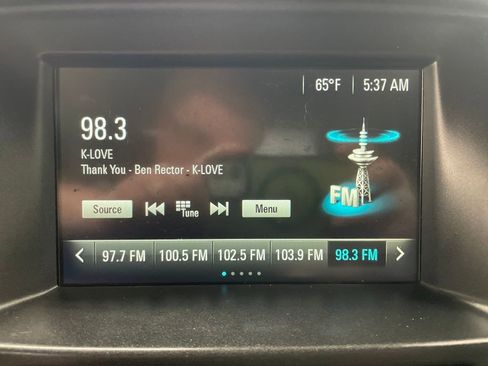 65°F 5:37 AM
98.3
K-LOVE
Thank You - Ben Rector - K-LOVE
FM
Source Tune Menu
97.7 FM 100.5 FM 102.5 FM 103.9 FM 98.3 FM